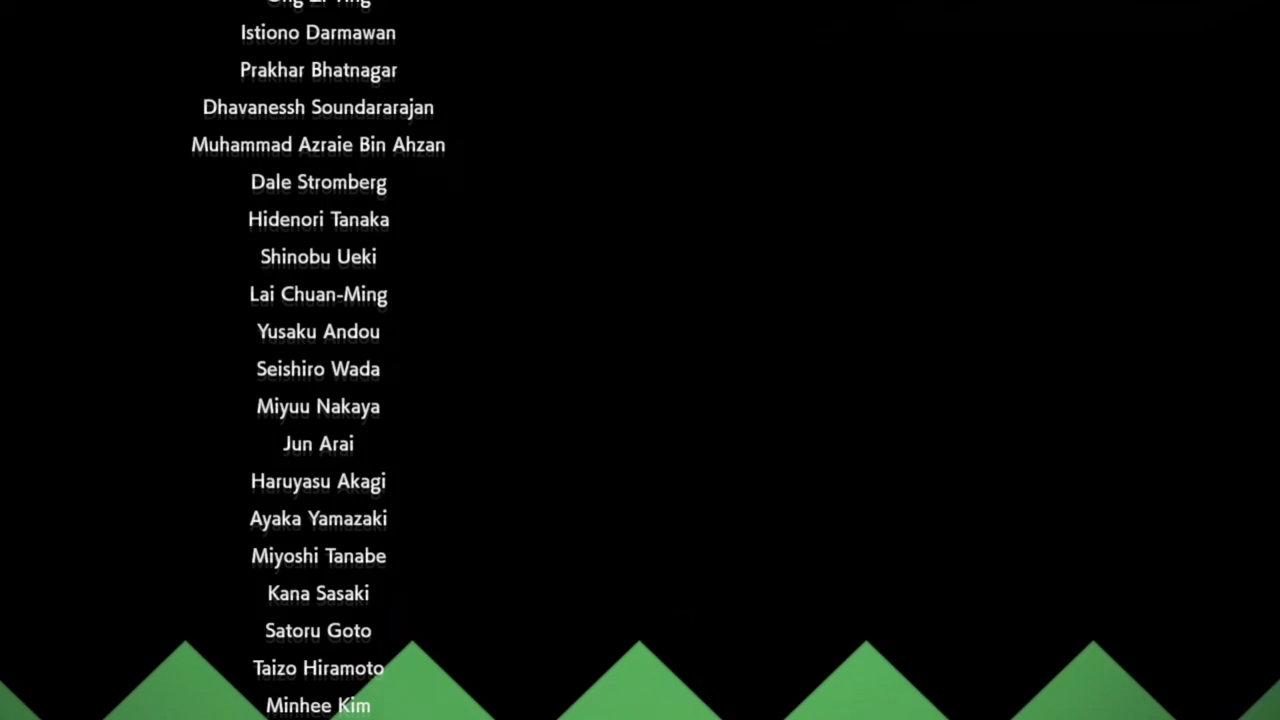 Istiono Darmawan
Prakhar Bhatnagar
Dhavanessh Soundararajan
Muhammad Azraie Bin Ahzan
Dale Stromberg
Hidenori Tanaka
Shinobu Ueki
Lai Chuan-Ming
Yusaku Andou
Seishiro Wada
Miyuu Nakaya
Jun Arai
Haruyasu Akagi
Ayaka Yamazaki
Miyoshi Tanabe
Kana Sasaki
Satoru Goto
Taizo Hiramoto
Minhee Kim